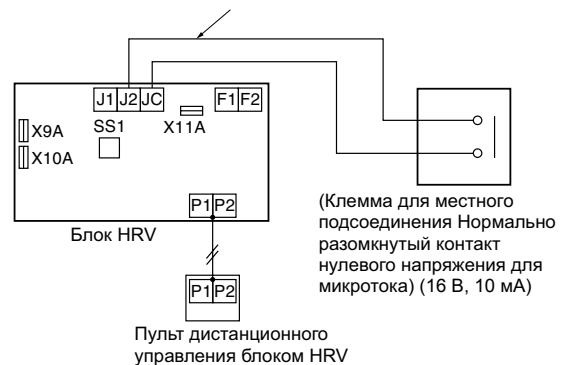 J1 J2 JC
F1 F2
X9A
SS1
X11A
X10A
P1 P2
Блок HRV
(Клемма для местного
подсоединения Нормально
разомкнутый контакт
нулевого напряжения для
микротока) (16 В, 10 мА)
P1 P2
Пульт дистанционного
управления блоком HRV